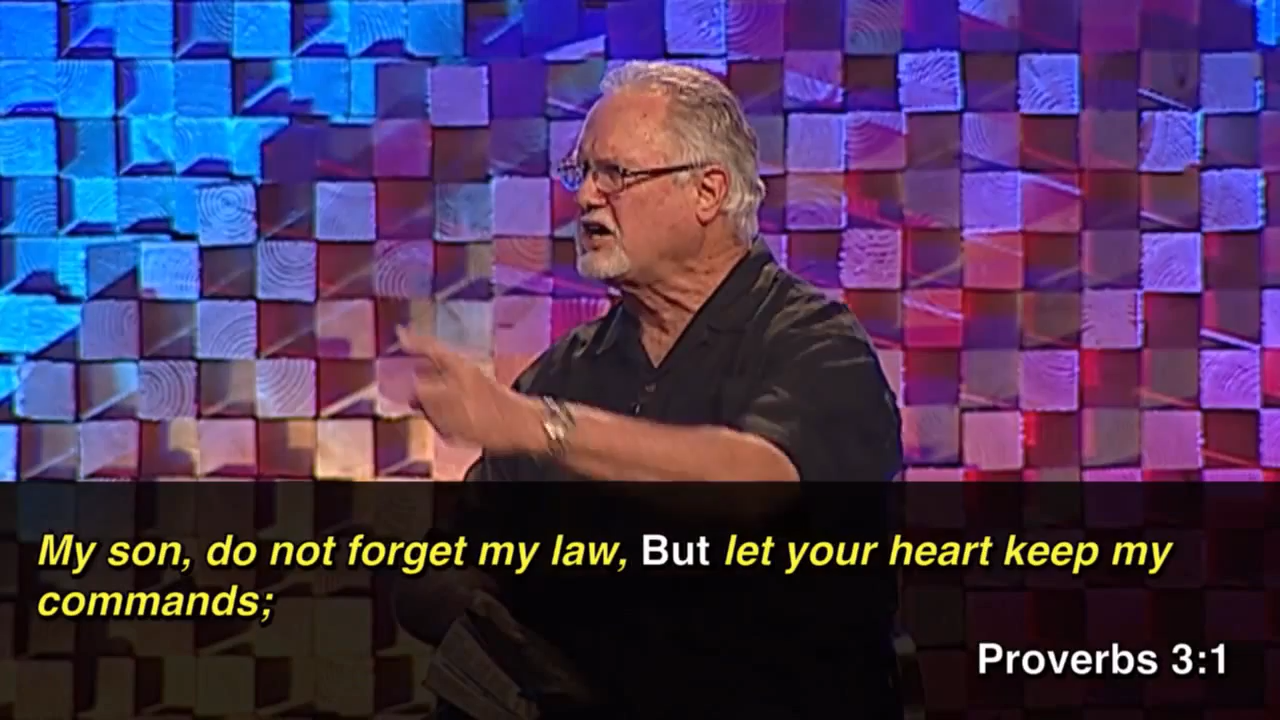 My son, do not forget my law, But let your heart keep my
commands;
Proverbs 3:1